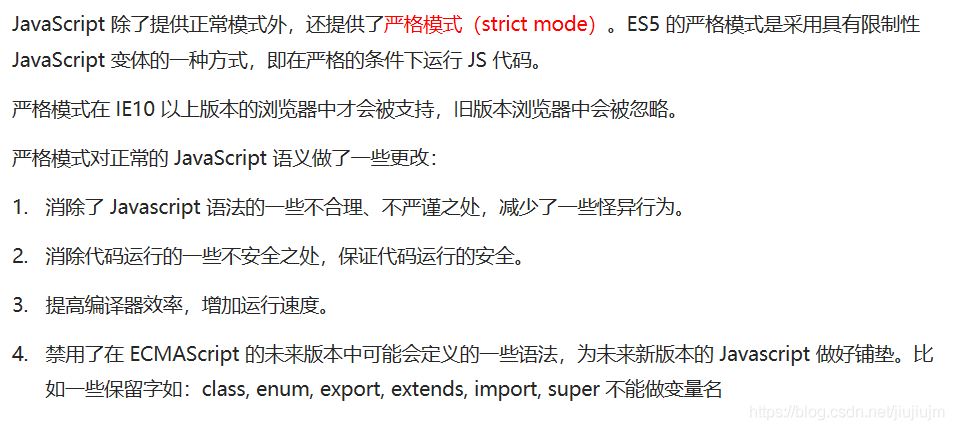 JavaScript 除了提供正常模式外，还提供了严格模式（strict mode）。ES5 的严格模式是采用具有限制性
JavaScript 变体的一种方式，即在严格的条件下运行 JS 代码。
严格模式在 IE10 以上版本的浏览器中才会被支持，旧版本浏览器中会被忽略。
严格模式对正常的 JavaScript 语义做了一些更改：
1. 消除了 Javascript 语法的一些不合理、不严谨之处，减少了一些怪异行为。
2. 消除代码运行的一些不安全之处，保证代码运行的安全。
3. 提高编译器效率，增加运行速度。
4. 禁用了在 ECMAScript 的未来版本中可能会定义的一些语法，为未来新版本的 Javascript 做好铺垫。比
如一些保留字如：class, enum, export, extends, import, super 不能做变量名
https://blog.csdn.net/jiujiujm